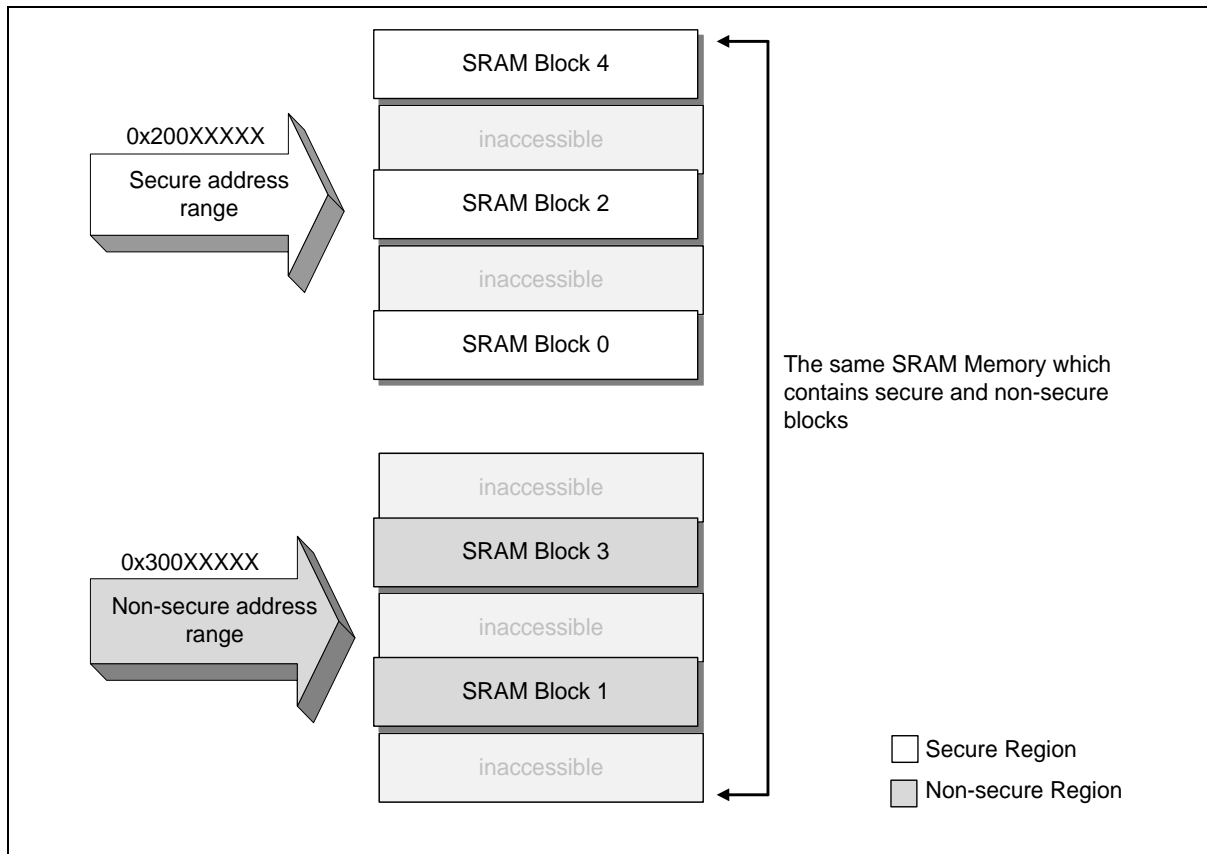 SRAM Block 4
0x200XXXXX
inaccessible
Secure address
range
SRAM Block 2
inaccessible
SRAM Block 0
The same SRAM Memory which
contains secure and non-secure
blocks
inaccessible
0x300XXXXX
SRAM Block 3
Non-secure address
range
inaccessible
SRAM Block 1
inaccessible
Secure Region
Non-secure Region